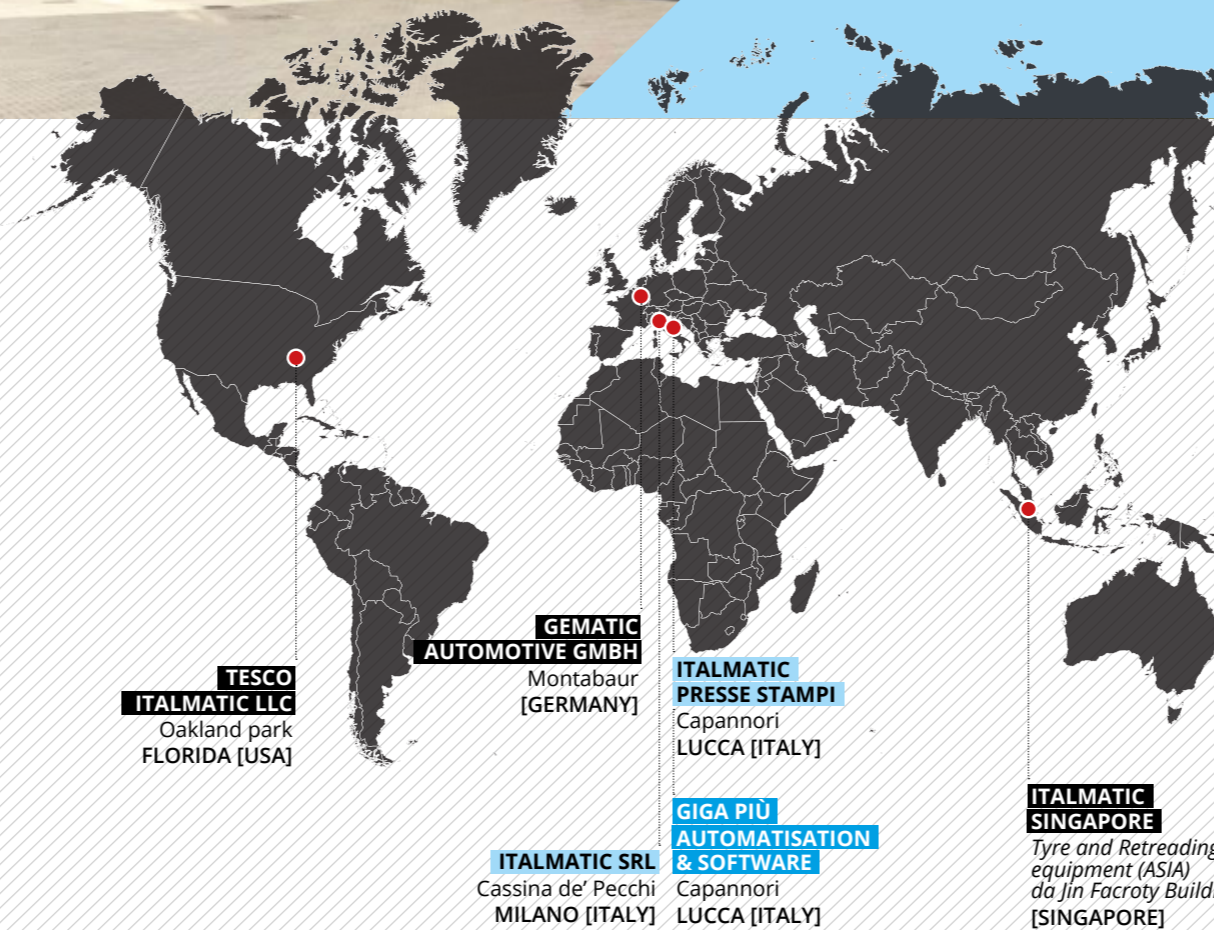 TESCO
ITALMATIC LLC
Oakland park
FLORIDA [USA]
GEMATIC
AUTOMOTIVE GMBH
Montabaur
[GERMANY]
ITALMATIC
PRESSE STAMPI
Capannori
LUCCA [ITALY]
ITALMATIC SRL
Cassina de’ Pecchi
MILANO [ITALY]
GIGA PIÙ
AUTOMATISATION
& SOFTWARE
Capannori
LUCCA [ITALY]
ITALMATIC
SINGAPORE
Tyre and Retreading
equipment (ASIA)
da Jin Facroty
[SINGAPORE]